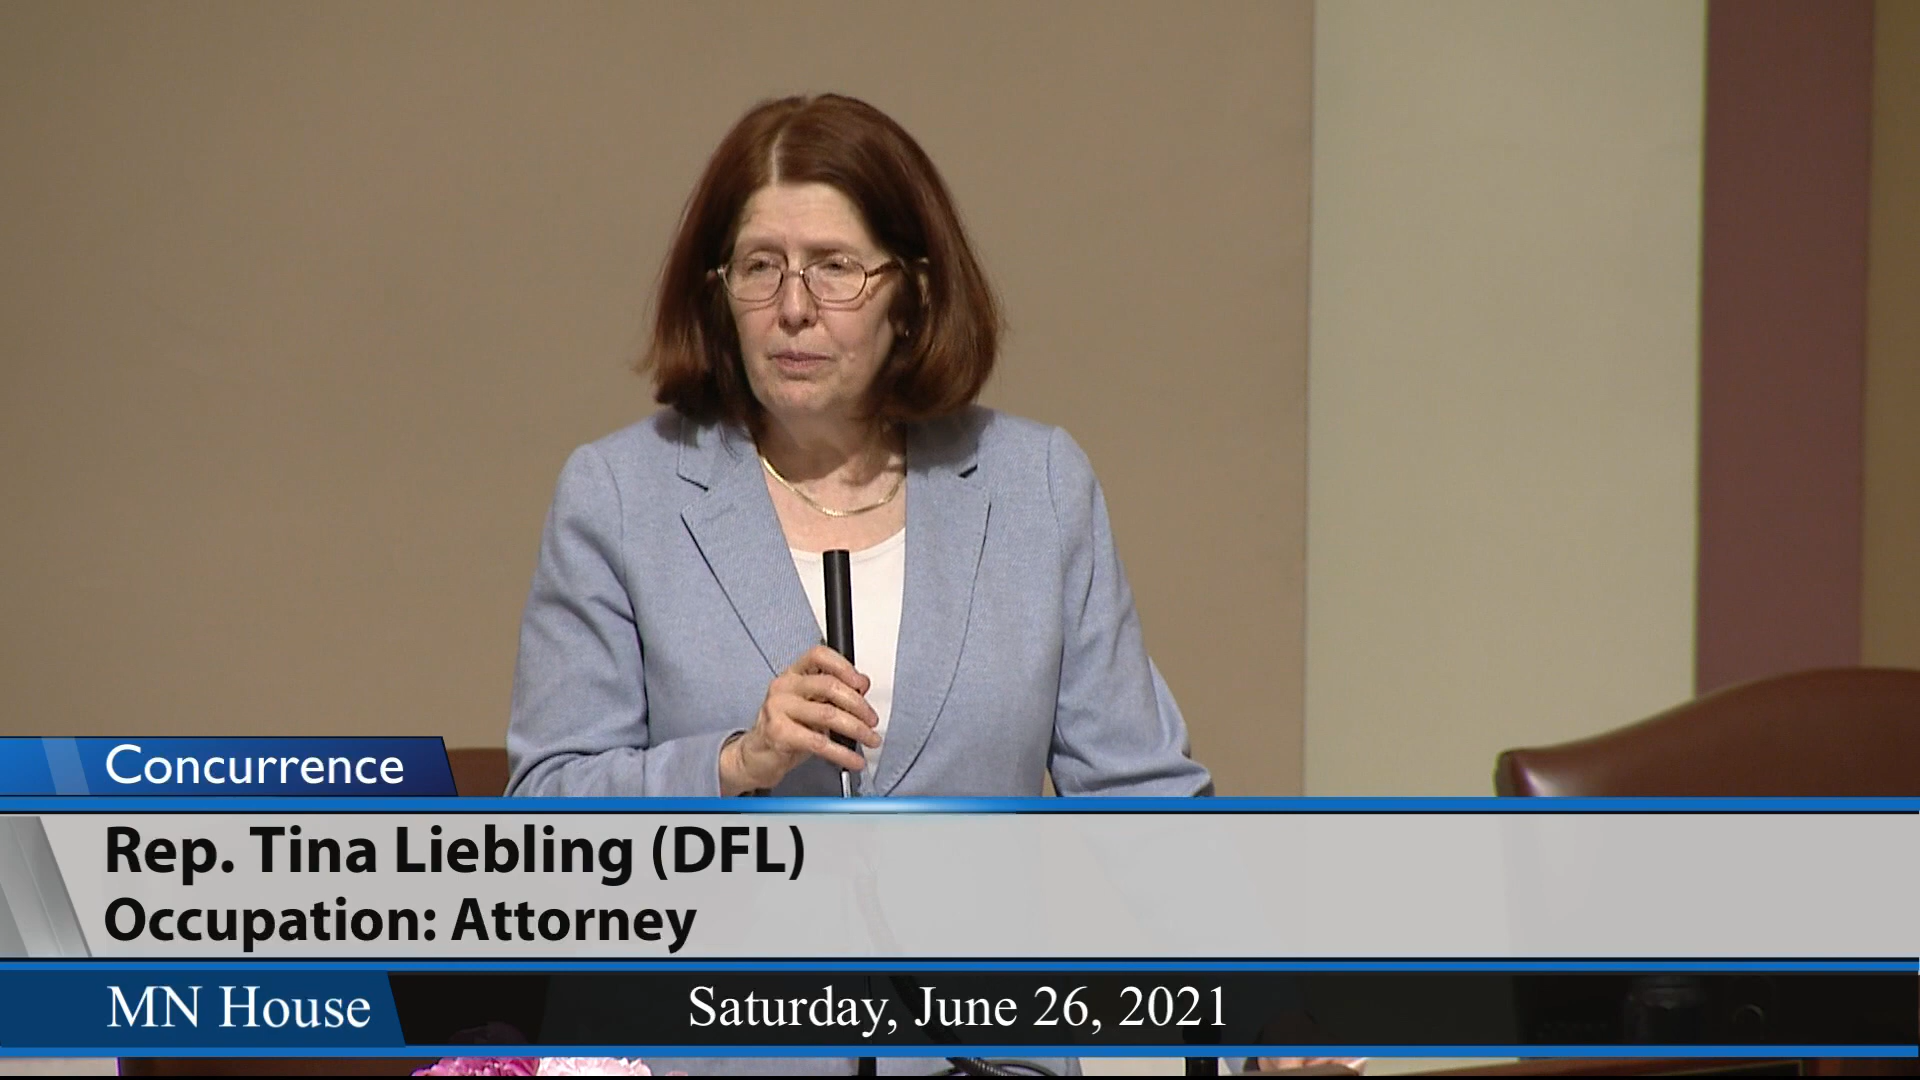 Concurrence
Rep. Tina Liebling (DFL)
Occupation: Attorney
MN House
Saturday, June 26, 2021